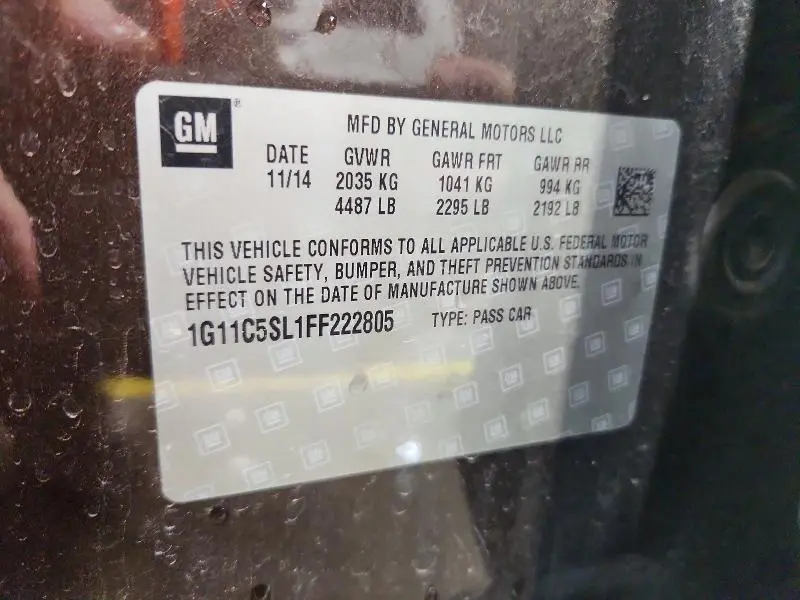 GM®
MFD BY GENERAL MOTORS LLC
DATE GVWR GAWR FRT GAWR RR
11/14 2035 KG 1041 KG 994 KG
4487 LB 2295 LB 2192 LB
THIS VEHICLE CONFORMS TO ALL APPLICABLE U.S. FEDERAL MOTOR
VEHICLE SAFETY, BUMPER, AND THEFT PREVENTION STANDARDS IN
EFFECT ON THE DATE OF MANUFACTURE SHOWN ABOVE.
1G11C5SL1FF222805 TYPE: PASS CAR